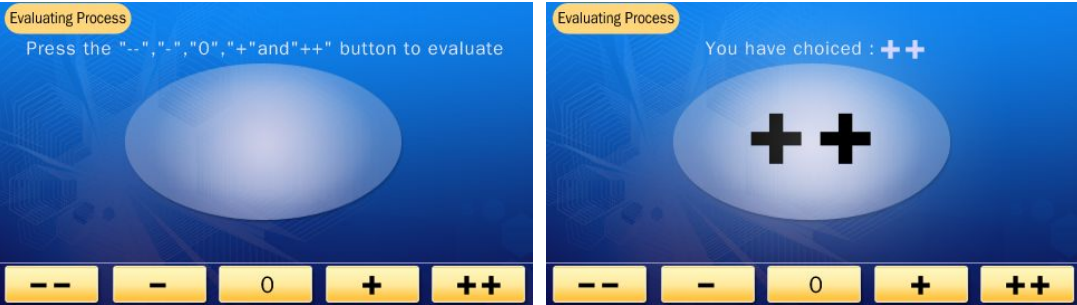 Evaluating Process
Press the "--","-","0","+"and"++" button to evaluate
-- - 0 + ++
Evaluating Process
You have choiced : ++
++
-- - 0 + ++